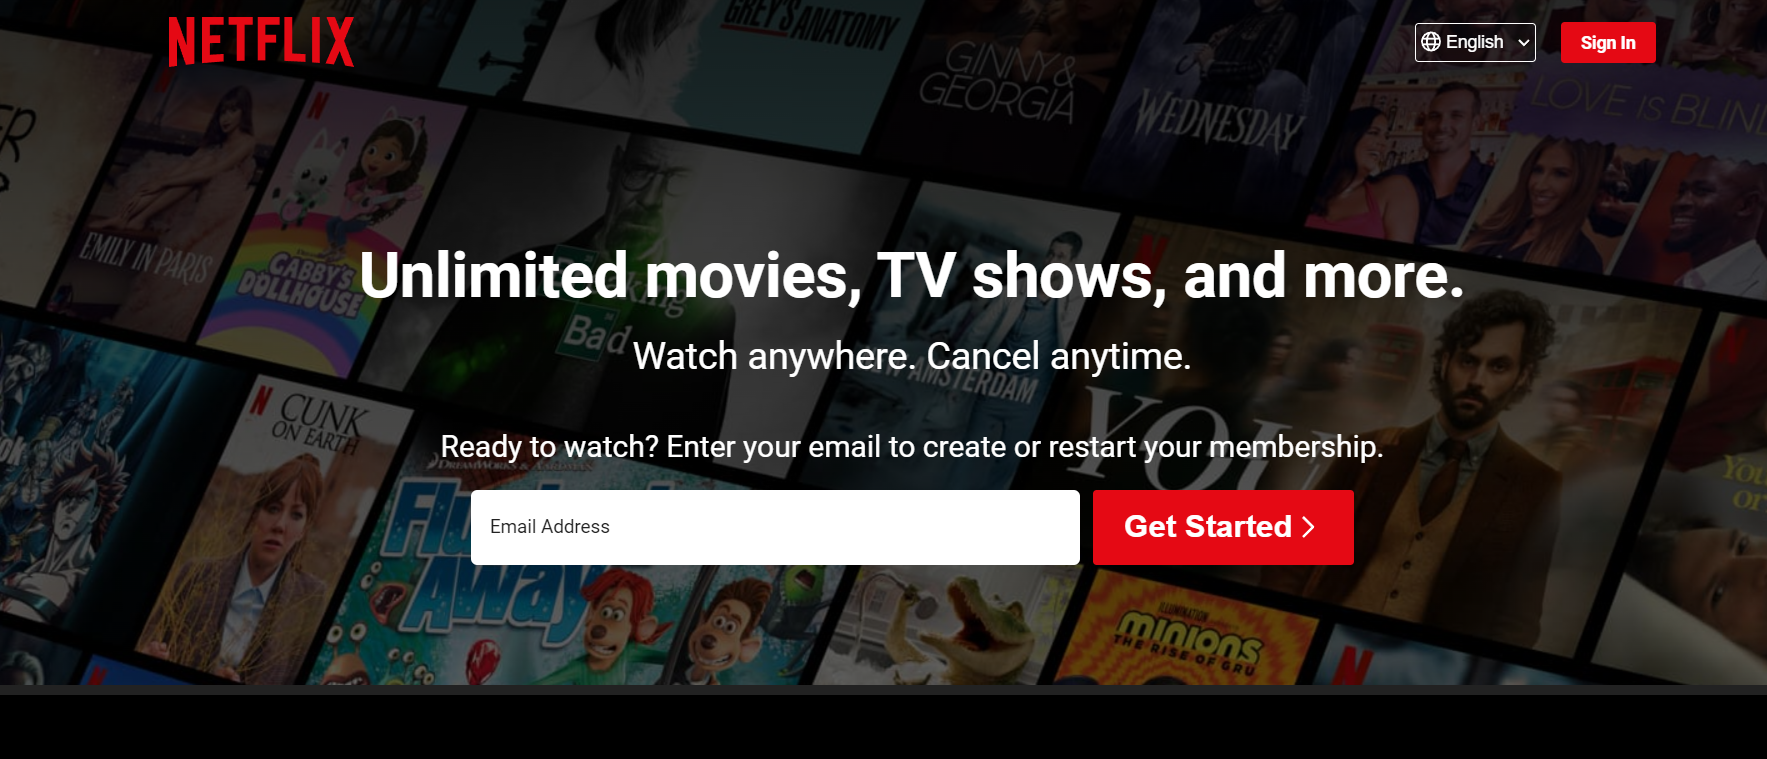 NETFLIX
English
Sign In
GREY'S ANATOMY
GINNY &
GEORGIA
WEDNESDAY
LOVE IS BLIND
EMILY IN PARIS
GABBY'S
DOLLHOUSE
Unlimited movies, TV shows, and more.
Bad
Watch anywhere. Cancel anytime.
AMSTERDAM
YOU
CUNK
ON EARTH
Ready to watch? Enter your email to create or restart your membership.
DREAMWORKS &
Email Address
Get Started
AWAY
ILLUMINATION
MINIONS
THE RISE OF GRU